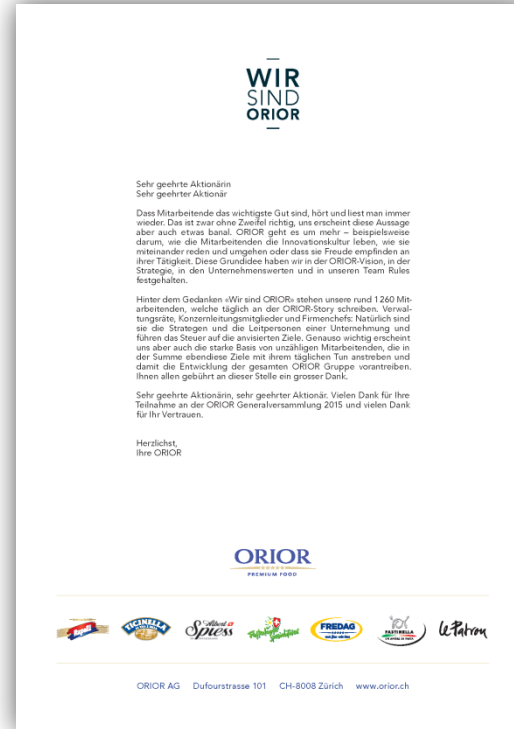 WIR
SIND
ORIOR
Sehr geehrte Aktionärin
Sehr geehrter Aktionär
Dass Mitarbeitende das wichtigste Gut sind, hört und liest man immer
wieder. Das ist zwar ohne Zweifel richtig, uns erscheint diese Aussage
aber auch etwas banal. ORIOR geht es um mehr – beispielsweise
darum, wie die Mitarbeitenden die Innovationskultur leben, wie sie
miteinander reden und umgehen oder dass sie Freude empfinden an
ihrer Tätigkeit. Diese Grundidee haben wir in der ORIOR-Vision, in der
Strategie, in den Unternehmenswerten und in unseren Team Rules
festgehalten.
Hinter dem Gedanken «Wir sind ORIOR» stehen unsere rund 1260 Mit-
arbeitenden, welche täglich an der ORIOR-Story schreiben. Verwal-
tungsräte, Konzernleitungsmitglieder und Firmenchefs: Natürlich sind
sie die Strategen und die Leitpersonen einer Unternehmung und
führen das Steuer auf die anvisierten Ziele. Genauso wichtig erscheint
uns aber auch die starke Basis von unzähligen Mitarbeitenden, die in
der Summe ebendiese Ziele mit ihrem täglichen Tun anstreben und
damit die Entwicklung der gesamten ORIOR Gruppe vorantreiben.
Ihnen allen gebührt an dieser Stelle ein grosser Dank.
Sehr geehrte Aktionärin, sehr geehrter Aktionär. Vielen Dank für Ihre
Teilnahme an der ORIOR Generalversammlung 2015 und vielen Dank
für Ihr Vertrauen.
Herzlichst,
Ihre ORIOR
ORIOR
PREMIUM FOOD
Rapelli TICINELLA Albert Spiess FREDAG PASTINELLA le Patron
ORIOR AG Dufourstrasse 101 CH-8008 Zürich www.orior.ch